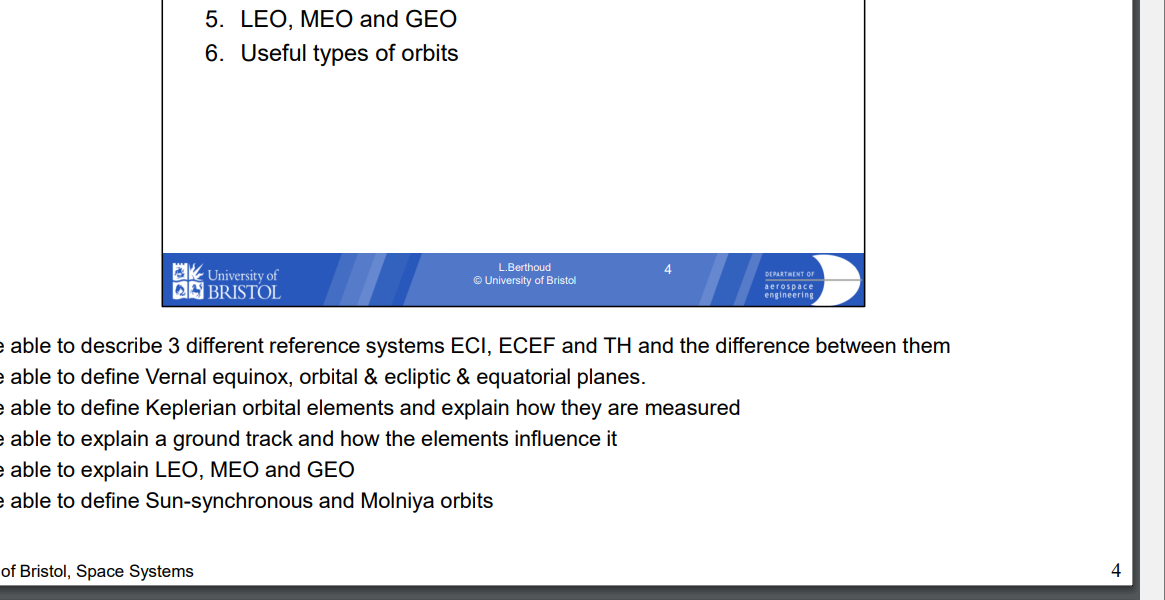 5. LEO, MEO and GEO
6. Useful types of orbits
University of
BRISTOL
L.Berthoud
© University of Bristol
4
DEPARTMENT OF
aerospace
engineering
e able to describe 3 different reference systems ECI, ECEF and TH and the difference between them
e able to define Vernal equinox, orbital & ecliptic & equatorial planes.
e able to define Keplerian orbital elements and explain how they are measured
e able to explain a ground track and how the elements influence it
e able to explain LEO, MEO and GEO
e able to define Sun-synchronous and Molniya orbits
of Bristol, Space Systems
4